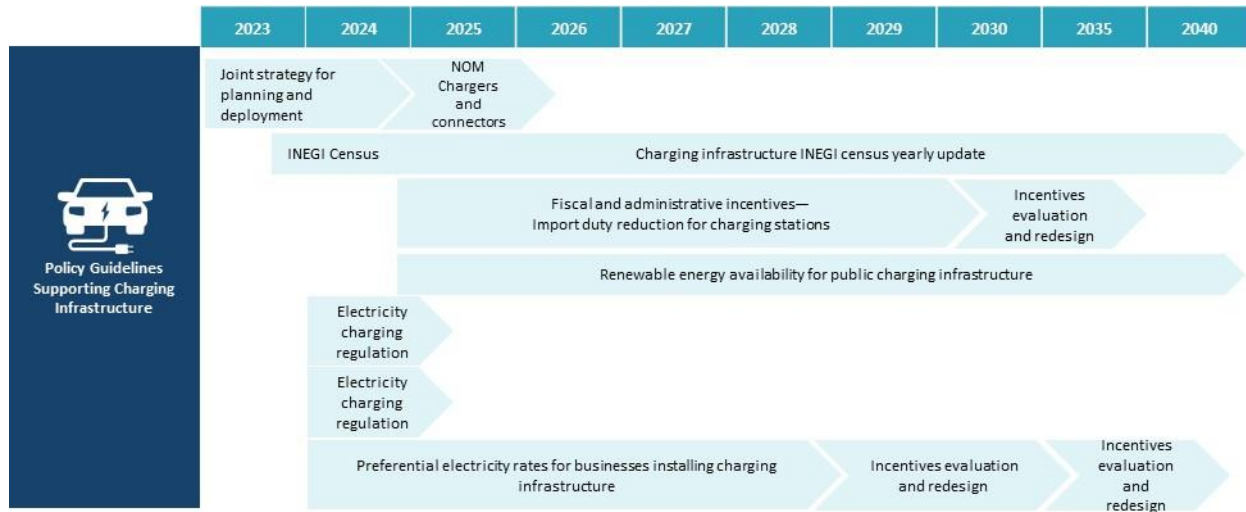 2023 2024 2025 2026 2027 2028 2029 2030 2035 2040
Policy Guidelines
Supporting Charging
Infrastructure
Joint strategy for
planning and
deployment
NOM
Chargers
and
connectors
INEGI Census
Charging infrastructure INEGI census yearly update
Fiscal and administrative incentives—
Import duty reduction for charging stations
Incentives
evaluation
and redesign
Renewable energy availability for public charging infrastructure
Electricity
charging
regulation
Electricity
charging
regulation
Preferential electricity rates for businesses installing charging
infrastructure
Incentives evaluation
and redesign
Incentives
evaluation
and
redesign